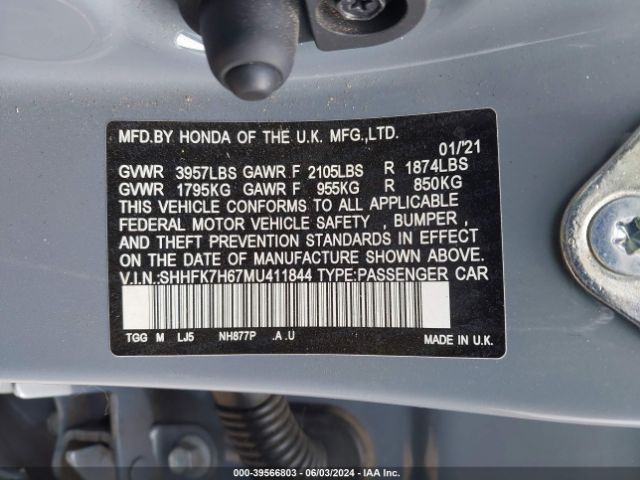 MFD.BY HONDA OF THE U.K. MFG.,LTD.
01/'21
GVWR 3957LBS GAWR F 2105LBS R 1874LBS
GVWR 1795KG GAWR F 955KG R 850KG
THIS VEHICLE CONFORMS TO ALL APPLICABLE
FEDERAL MOTOR VEHICLE SAFETY , BUMPER ,
AND THEFT PREVENTION STANDARDS IN EFFECT
ON THE DATE OF MANUFACTURE SHOWN ABOVE.
V.I.N.:SHHFK7H67MU411844 TYPE:PASSENGER CAR
TGG M LJ5 NH877P .A .U MADE IN U.K.
000-39566803 - 06/03/2024 - IAA Inc.